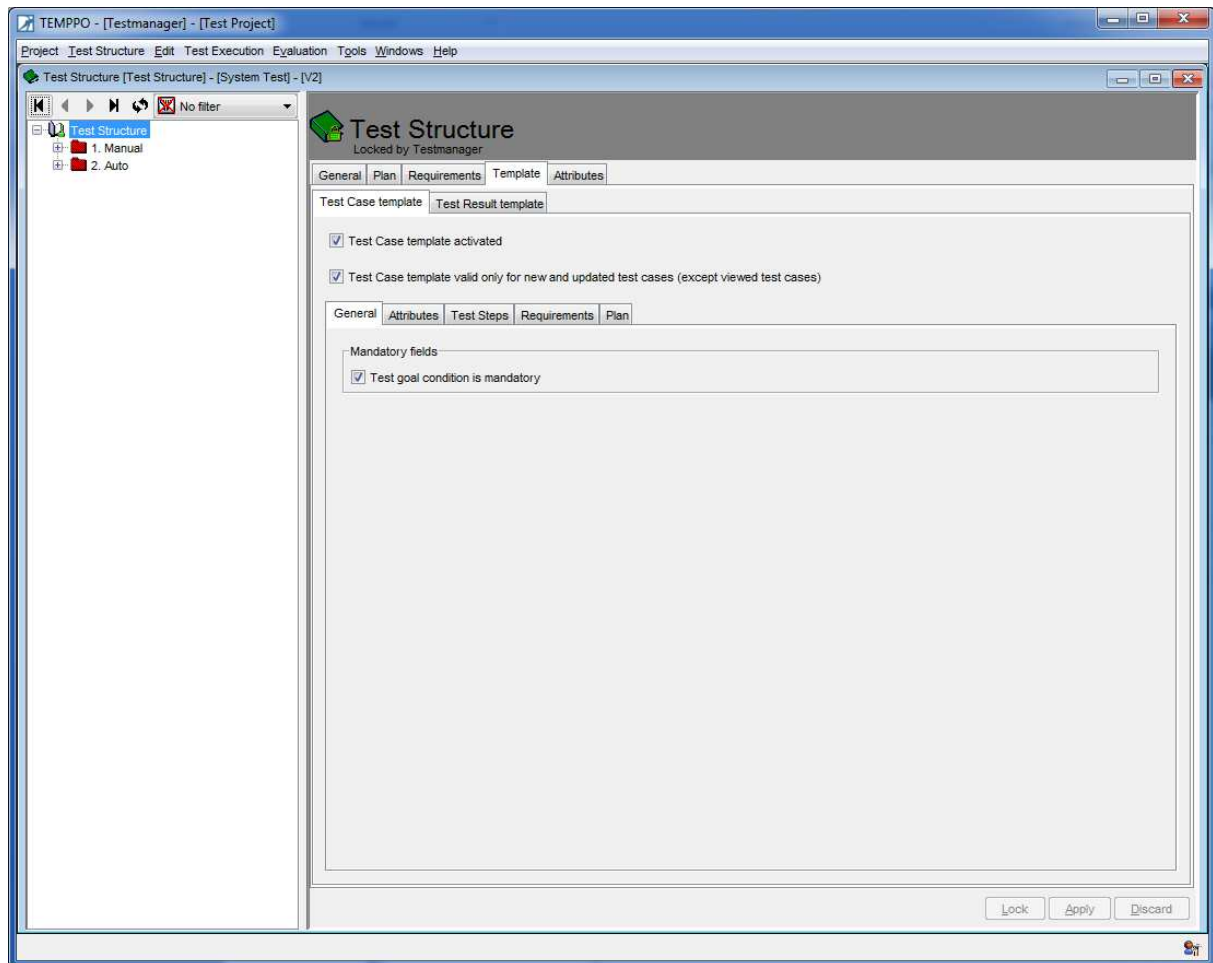 TEMPPO - [Testmanager] - [Test Project]
Project Test Structure Edit Test Execution Evaluation Tools Windows Help
Test Structure [Test Structure] - [System Test] - [V2]
No filter
Test Structure
1. Manual
2. Auto
Test Structure
Locked by Testmanager
General Plan Requirements Template Attributes
Test Case template Test Result template
Test Case template activated
Test Case template valid only for new and updated test cases (except viewed test cases)
General Attributes Test Steps Requirements Plan
Mandatory fields
Test goal condition is mandatory
Lock Apply Discard